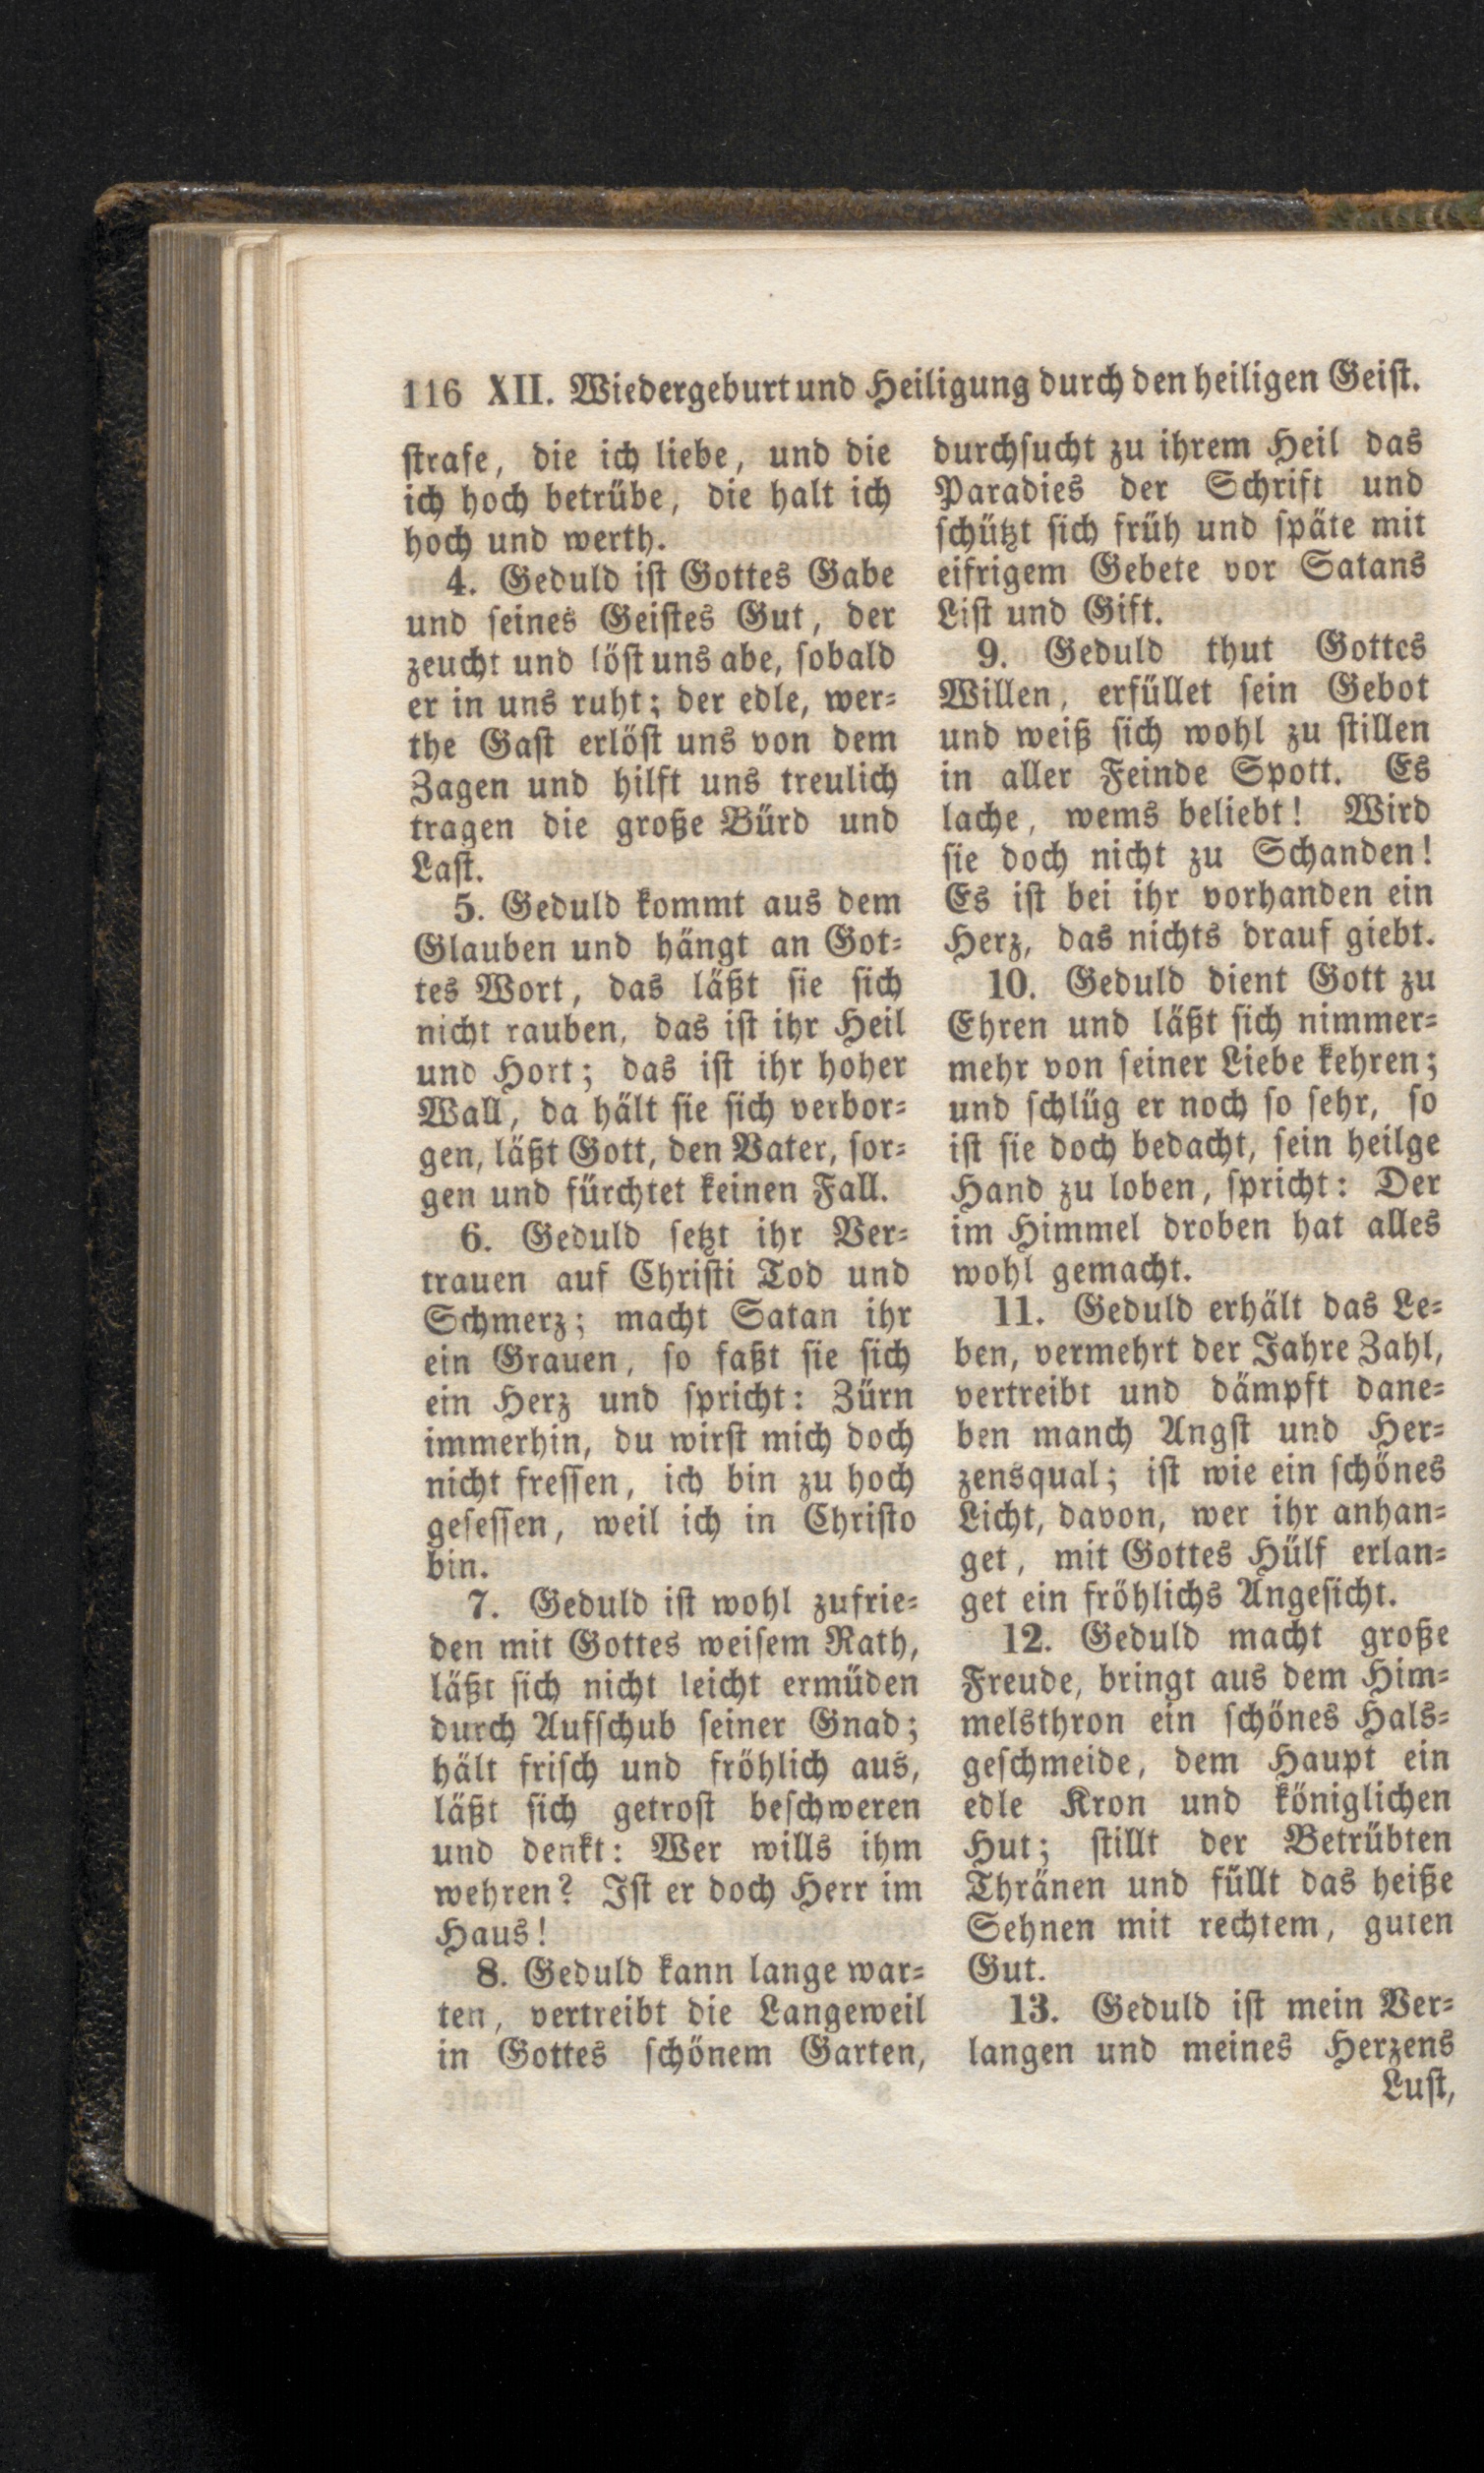 116 XII. Wiedergeburt und Heiligung durch den heiligen Geist.
strafe, die ich liebe, und die
ich hoch betrübe, die halt ich
hoch und werth.
4. Geduld ist Gottes Gabe
und seines Geistes Gut, der
zeucht und löst uns abe, sobald
er in uns ruht; der edle, wer-
the Gast erlöst uns von dem
Zagen und hilft uns treulich
tragen die große Bürd und
Last.
5. Geduld kommt aus dem
Glauben und hängt an Got-
tes Wort, das läßt sie sich
nicht rauben, das ist ihr Heil
und Hort; das ist ihr hoher
Wall, da hält sie sich verbor-
gen, läßt Gott, den Vater, sor-
gen und fürchtet keinen Fall.
6. Geduld setzt ihr Ver-
trauen auf Christi Tod und
Schmerz; macht Satan ihr
ein Grauen, so faßt sie sich
ein Herz und spricht: Zürn
immerhin, du wirst mich doch
nicht fressen, ich bin zu hoch
gesessen, weil ich in Christo
bin.
7. Geduld ist wohl zufrie-
den mit Gottes weisem Rath,
läßt sich nicht leicht ermüden
durch Aufschub seiner Gnad;
hält frisch und fröhlich aus,
läßt sich getrost beschweren
und denkt: Wer wills ihm
wehren? Ist er doch Herr im
Haus!
8. Geduld kann lange war-
ten, vertreibt die Langeweil
in Gottes schönem Garten,
durchsucht zu ihrem Heil das
Paradies der Schrift und
schützt sich früh und späte mit
eifrigem Gebete vor Satans
List und Gift.
9. Geduld thut Gottes
Willen, erfüllet sein Gebot
und weiß sich wohl zu stillen
in aller Feinde Spott. Es
lache, wems beliebt! Wird
sie doch nicht zu Schanden!
Es ist bei ihr vorhanden ein
Herz, das nichts drauf giebt.
10. Geduld dient Gott zu
Ehren und läßt sich nimmer-
mehr von seiner Liebe kehren;
und schlüg er noch so sehr, so
ist sie doch bedacht, sein heilge
Hand zu loben, spricht: Der
im Himmel droben hat alles
wohl gemacht.
11. Geduld erhält das Le-
ben, vermehrt der Jahre Zahl,
vertreibt und dämpft dane-
ben manch Angst und Her-
zensqual; ist wie ein schönes
Licht, davon, wer ihr anhan-
get, mit Gottes Hülf erlan-
get ein fröhlichs Angesicht.
12. Geduld macht große
Freude, bringt aus dem Him-
melsthron ein schönes Hals-
geschmeide, dem Haupt ein
edle Kron und königlichen
Hut; stillt der Betrübten
Thränen und füllt das heiße
Sehnen mit rechtem, guten
Gut.
13. Geduld ist mein Ver-
langen und meines Herzens
Lust,